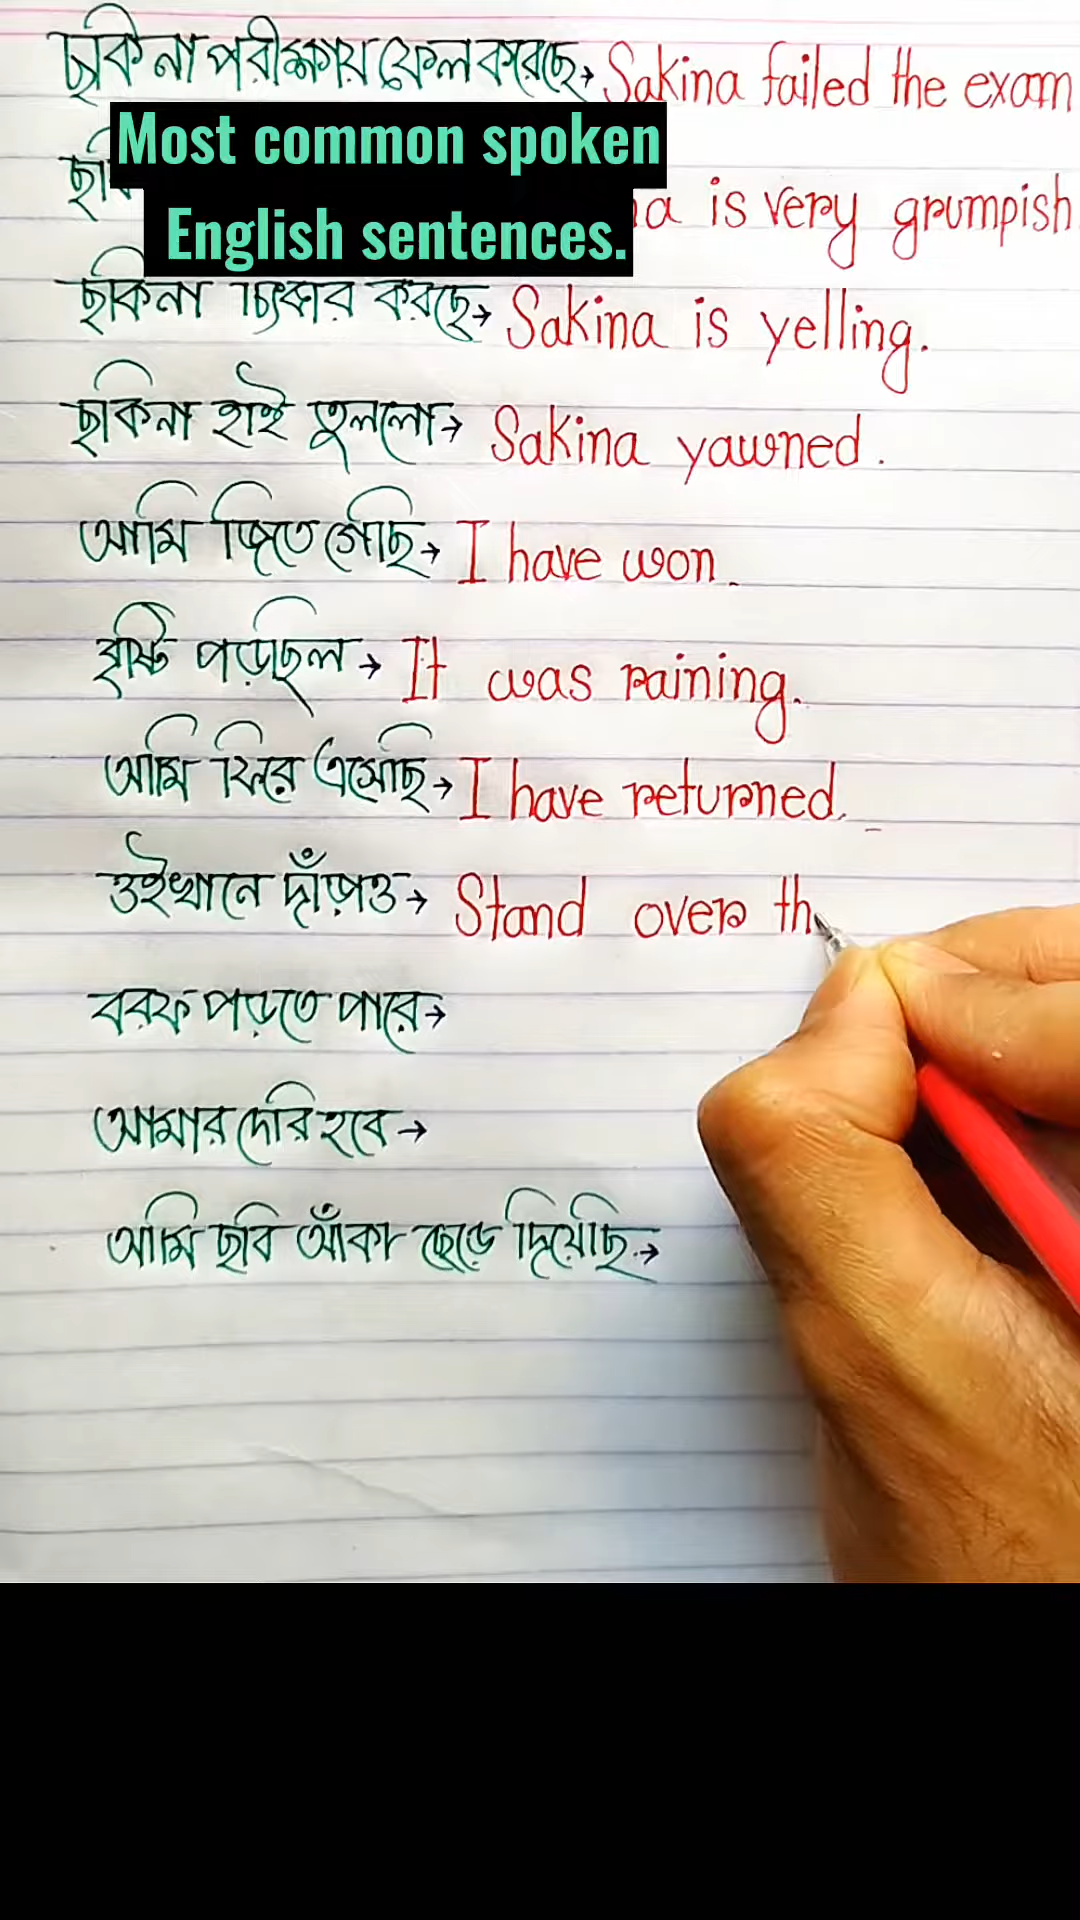 ছকিনা পরীক্ষায় ফেল করেছে→ Sakina failed the exam
Most common spoken
English sentences.
is very grumpish
ছকিনা চিৎকার করছে→ Sakina is yelling.
ছকিনা হাই তুললো→ Sakina yawned.
আমি জিতে গেছি→ I have won.
বৃষ্টি পড়ছিল→ It was raining.
আমি ফিরে এসেছি→ I have returned.
ওইখানে দাঁড়াও→ Stand over th
বরফ পড়তে পারে→
আমার দেরি হবে→
আমি ছবি আঁকা ছেড়ে দিয়েছি.→